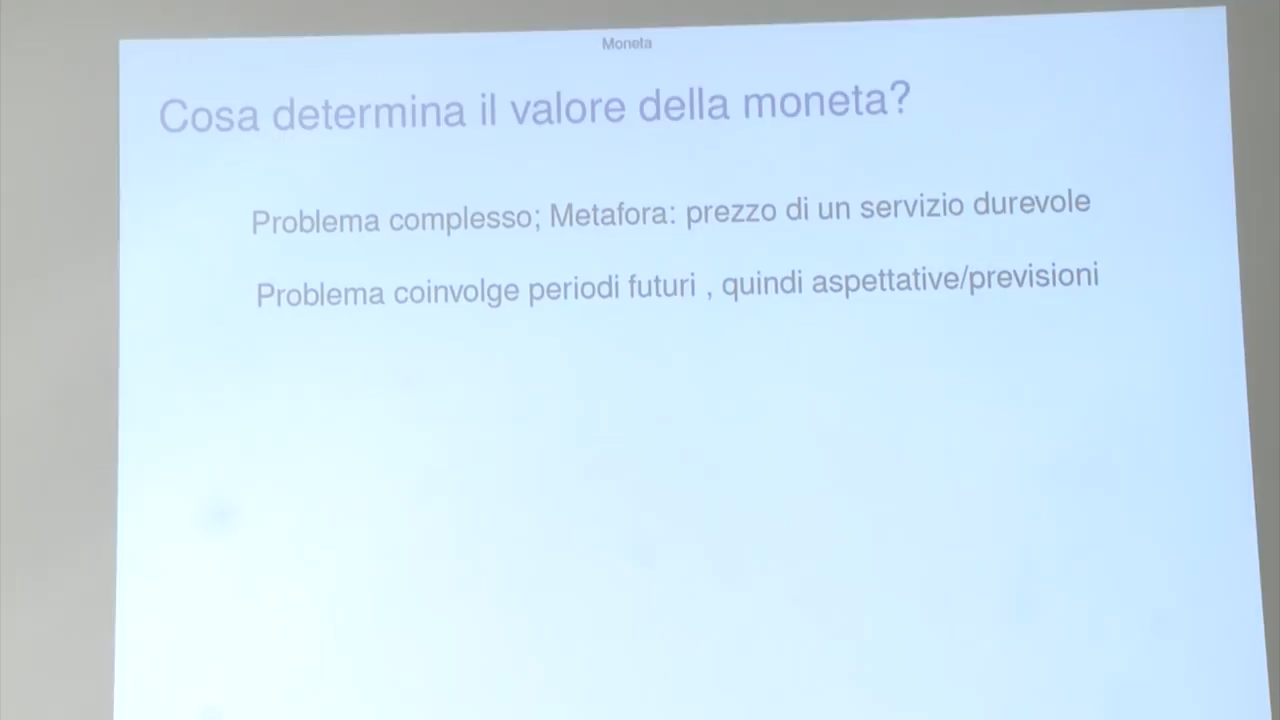 Moneta
Cosa determina il valore della moneta?
Problema complesso; Metafora: prezzo di un servizio durevole
Problema coinvolge periodi futuri , quindi aspettative/previsioni